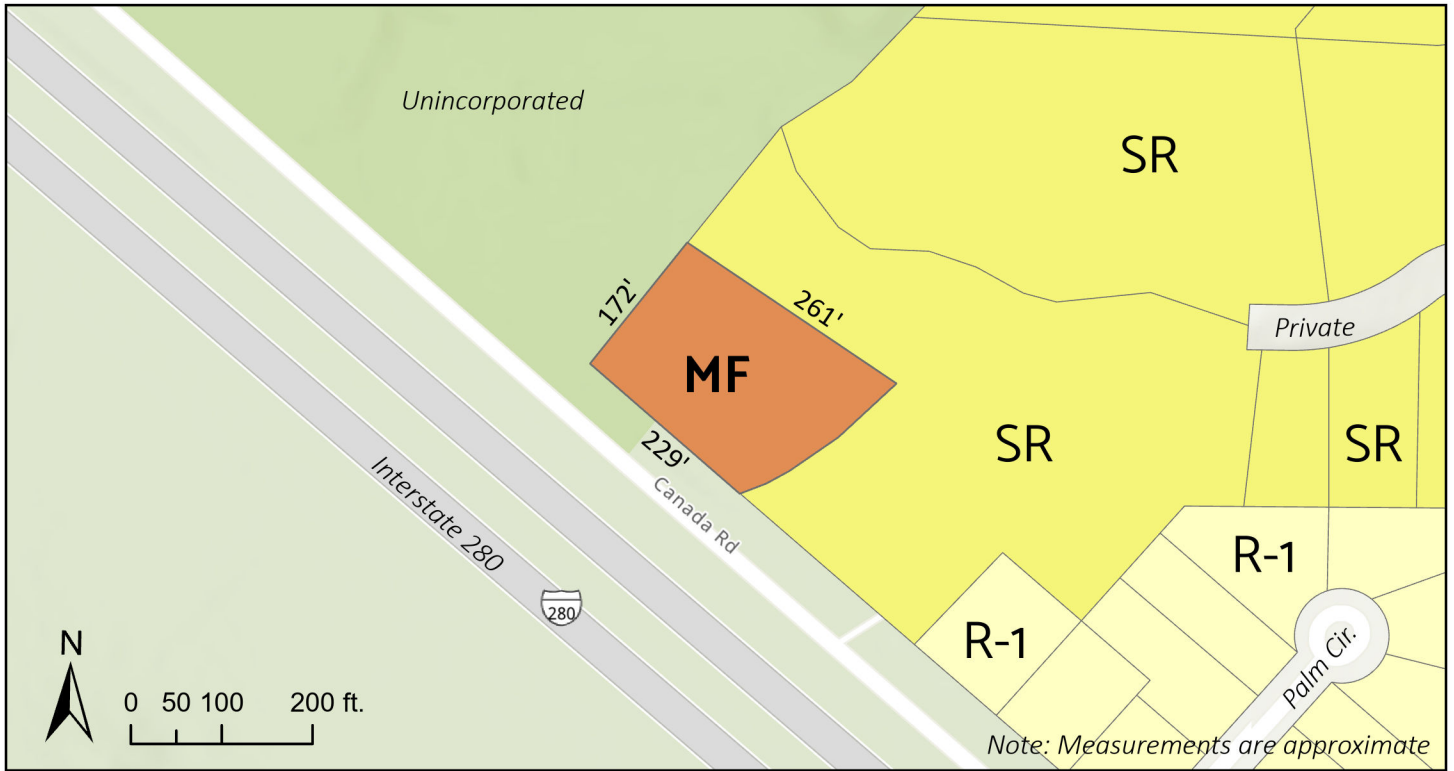 Unincorporated
SR
172'
261'
Private
MF
SR
SR
229'
Canada Rd
Interstate 280
280
R-1
R-1
Palm Cir.
N
0 50 100 200 ft.
Note: Measurements are approximate